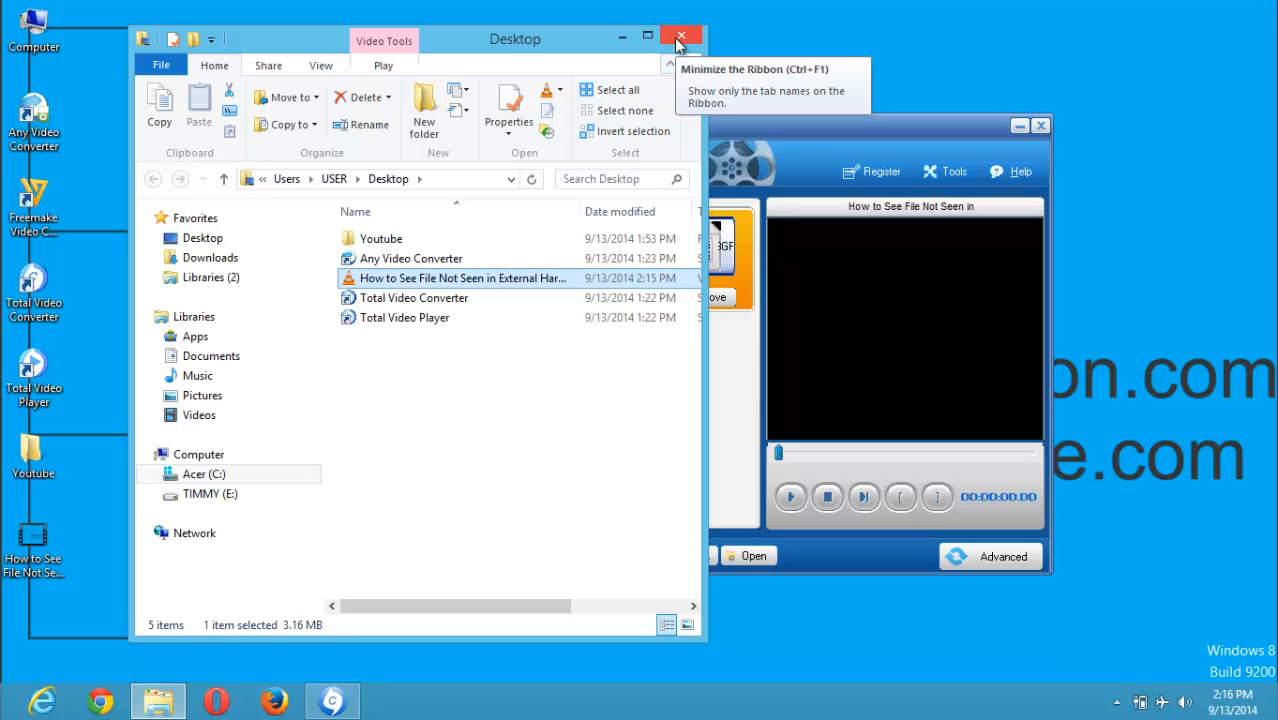 Computer
Any Video
Converter
Freemake
Video C...
Total Video
Converter
Total Video
Player
Youtube
How to See
File Not Se...
Video Tools
Desktop
File
Home
Share
View
Play
Minimize the Ribbon (Ctrl+F1)
Show only the tab names on the
Ribbon.
Copy
Paste
Move to
Copy to
Delete
Rename
New
folder
Properties
Select all
Select none
Invert selection
Clipboard
Organize
New
Open
Select
« Users
USER
Desktop
Search Desktop
Favorites
Desktop
Downloads
Libraries (2)
Libraries
Apps
Documents
Music
Pictures
Videos
Computer
Acer (C:)
TIMMY (E:)
Network
Name
Date modified
Youtube
9/13/2014 1:53 PM
Any Video Converter
9/13/2014 1:23 PM
How to See File Not Seen in External Har...
9/13/2014 2:15 PM
Total Video Converter
9/13/2014 1:22 PM
Total Video Player
9/13/2014 1:22 PM
5 items
1 item selected 3.16 MB
Register
Tools
Help
How to See File Not Seen in
3GF
ove
00:00:00.00
Open
Advanced
on.com
e.com
Windows 8
Build 9200
2:16 PM
9/13/2014